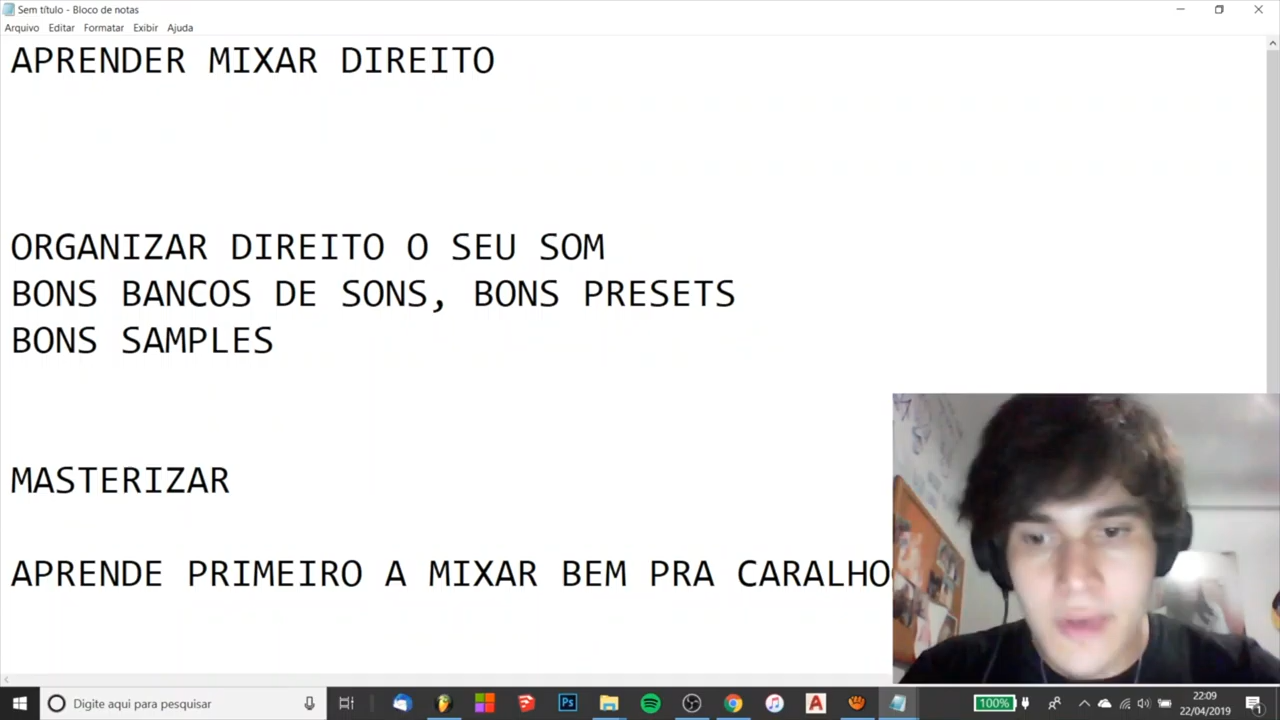 Sem título - Bloco de notas
Arquivo Editar Formatar Exibir Ajuda
APRENDER MIXAR DIREITO
ORGANIZAR DIREITO O SEU SOM
BONS BANCOS DE SONS, BONS PRESETS
BONS SAMPLES
MASTERIZAR
APRENDE PRIMEIRO A MIXAR BEM PRA CARALHO
Digite aqui para pesquisar
Ps
A
100%
22:09
22/04/2019
1